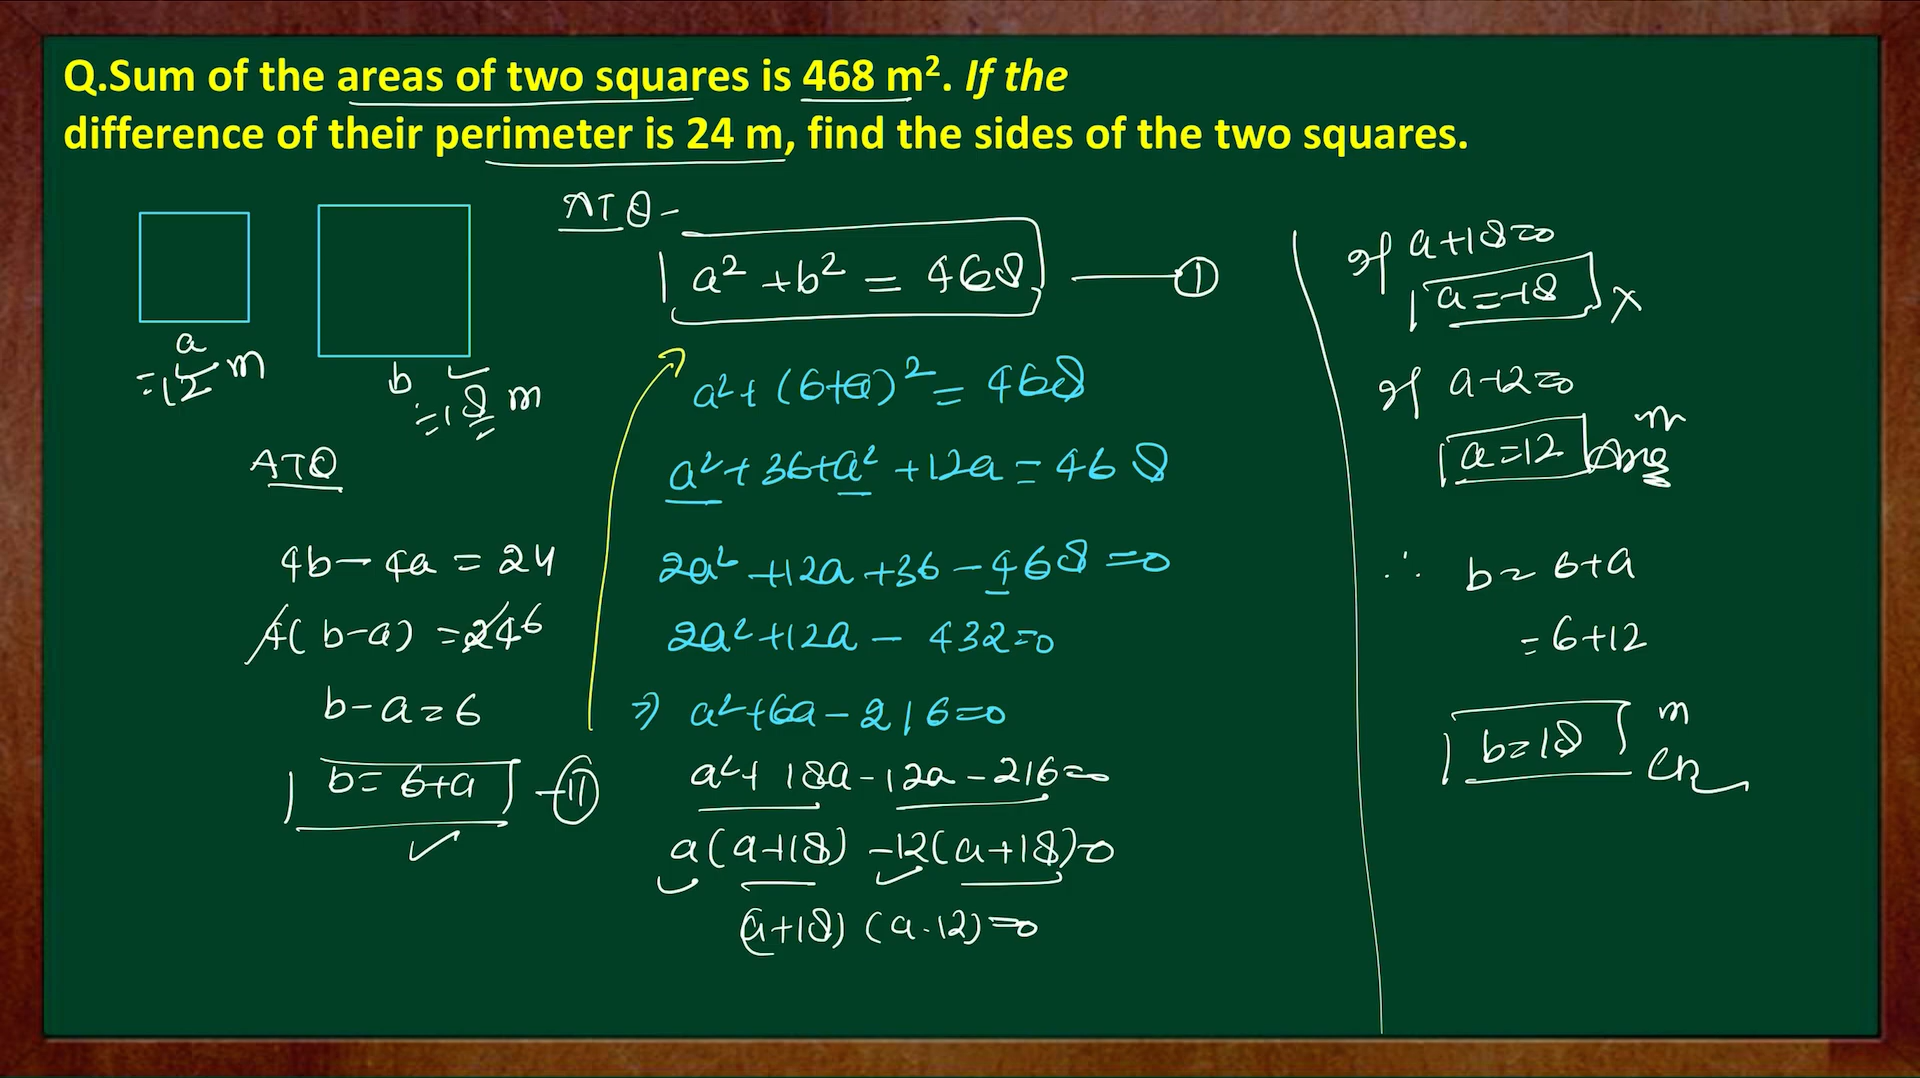 Q.Sum of the areas of two squares is 468 m². If the
difference of their perimeter is 24 m, find the sides of the two squares.
a
=12 m
b
=18 m
ATQ
4b-4a = 24
4(b-a) = 24 6
b-a=6
b= 6+a -(II)
ATQ-
a²+b² = 468 — (1)
a²+(6+a)² = 468
a²+36+a²+12a=468
2a²+12a+36-468=0
2a²+12a-432=0
⇒ a²+6a-216=0
a²+18a-12a-216=0
a(a+18)-12(a+18)=0
(a+18)(a-12)=0
If a+18=0
a=-18 x
If a-12=0
a=12 m Ans
∴ b= 6+a
= 6+12
b=18 m